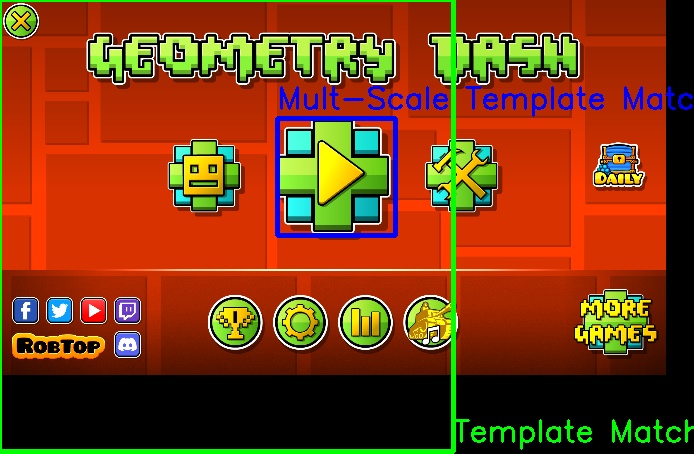 GEOMETRY DASH
Mult-Scale Template Matc
DAILY
MORE
GAMES
ROBTOP
Template Match